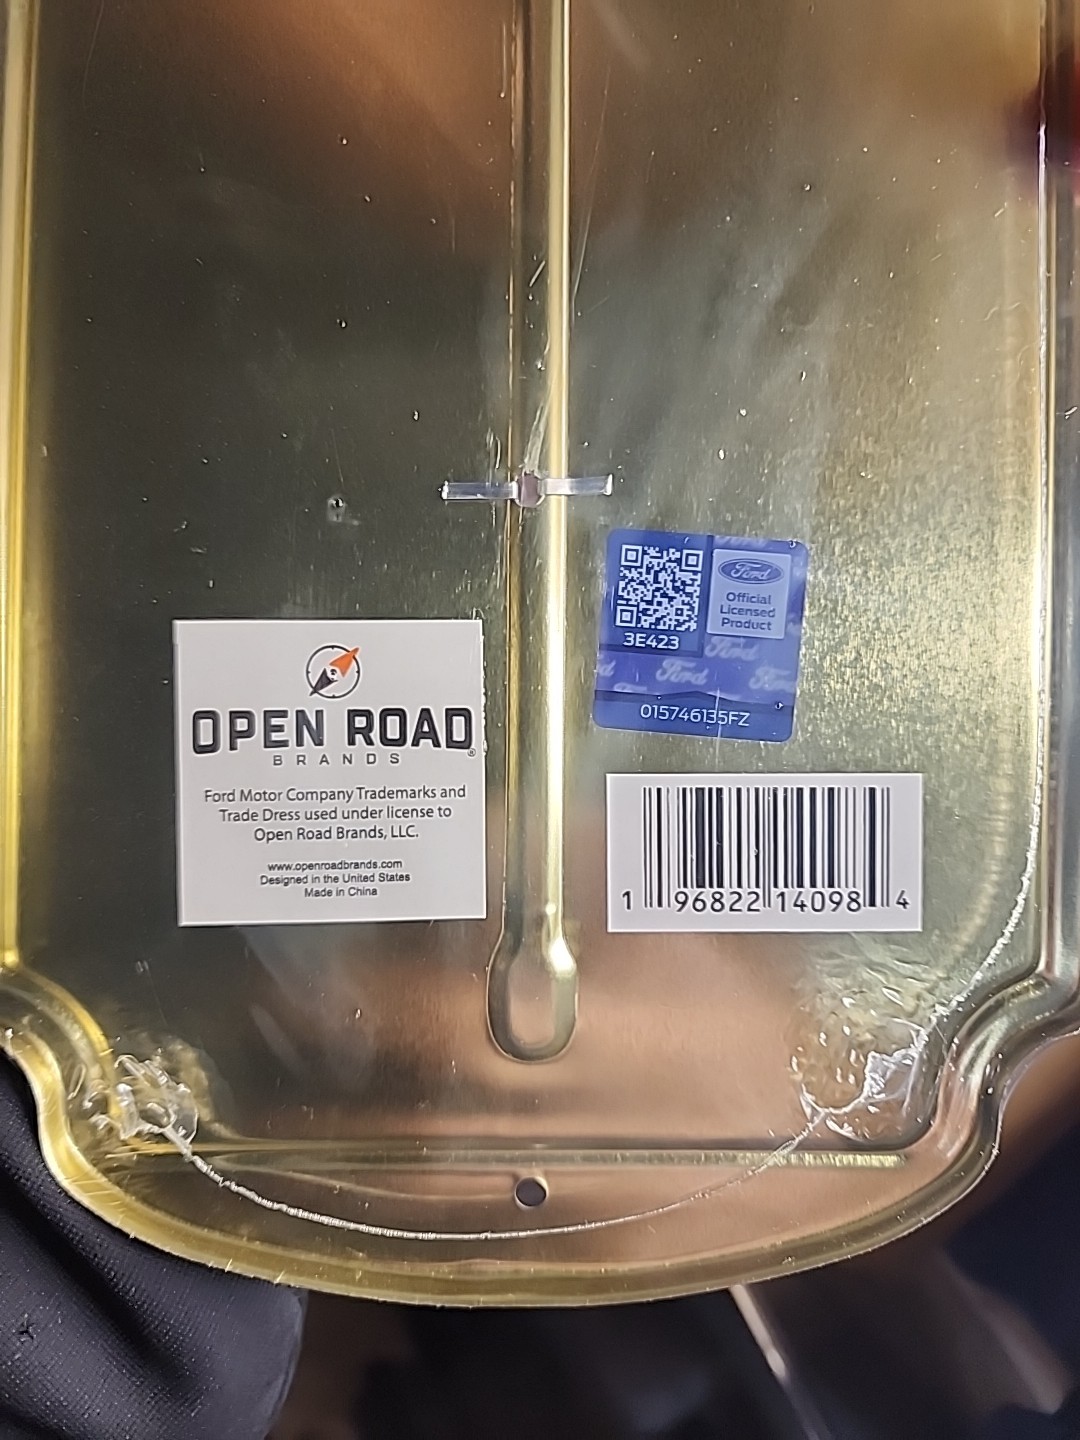 Ford
Official
Licensed
Product
3E423
Ford
Ford
015746135FZ
OPEN ROAD®
BRANDS
Ford Motor Company Trademarks and
Trade Dress used under license to
Open Road Brands, LLC.
www.openroadbrands.com
Designed in the United States
Made in China
1 96822 14098 4